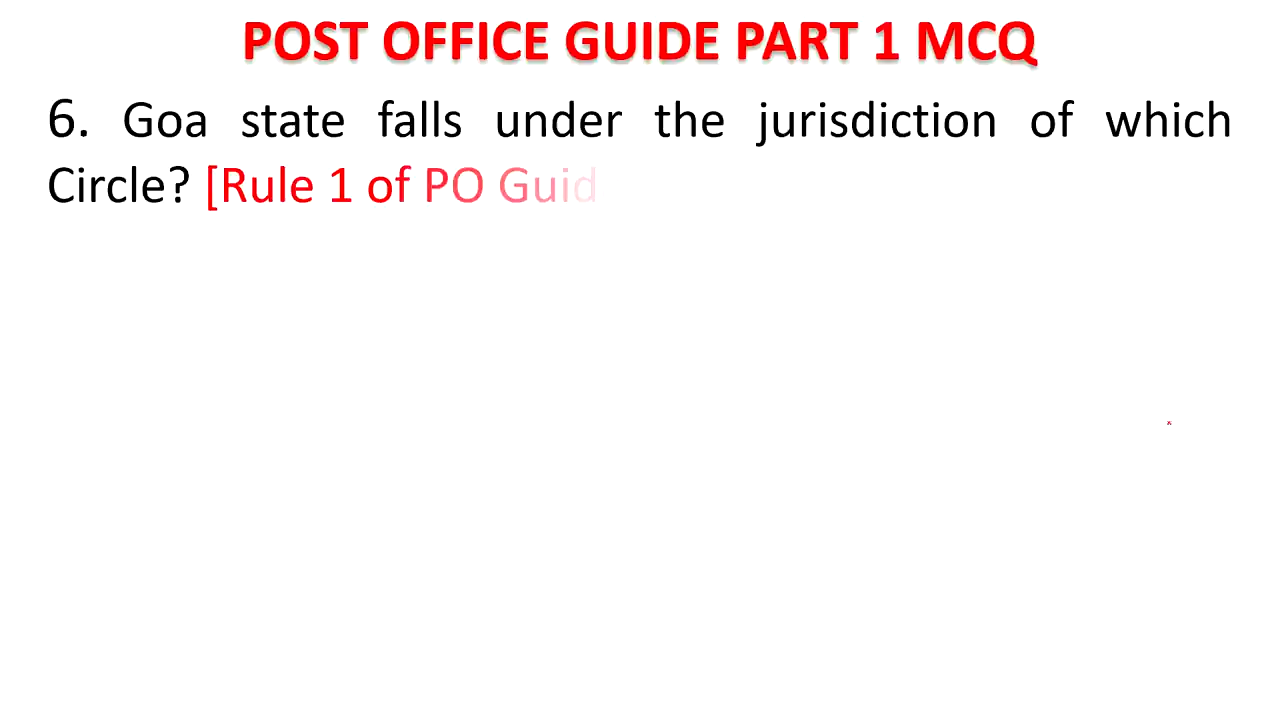 POST OFFICE GUIDE PART 1 MCQ
6. Goa state falls under the jurisdiction of which
Circle? [Rule 1 of PO Guid